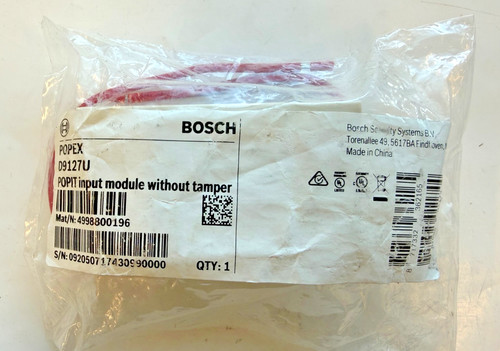 BOSCH
POPEX
D9127U
POPIT input module without tamper
Mat/N: 4998800196
S/N: 092050717430990000
QTY: 1
Bosch Security Systems B.V.
Torenallee 49, 5617BA Eindhoven,
Made in China